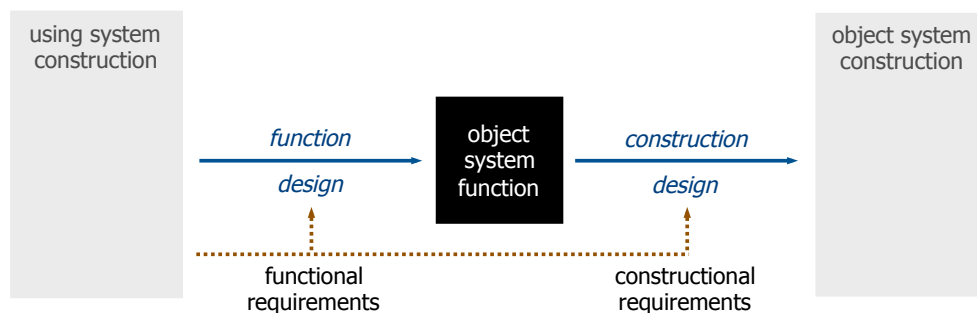 using system
construction
object system
construction
function
design
object
system
function
construction
design
functional
requirements
constructional
requirements